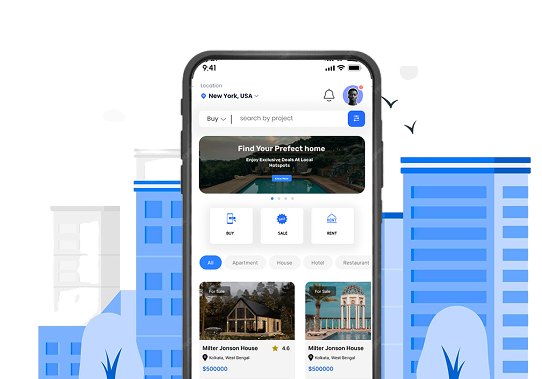 9:41
Location
New York, USA
Buy
search by project
Find Your Prefect home
Enjoy Exclusive Deals At Local
Hotspots
BUY
SALE
RENT
All
Apartment
House
Hotel
Restaurant
For Sale
For Sale
Milter Jonson House
4.6
Milter Jonson House
Kolkata, West Bengal
Kolkata, West Bengal
$500000
$500000